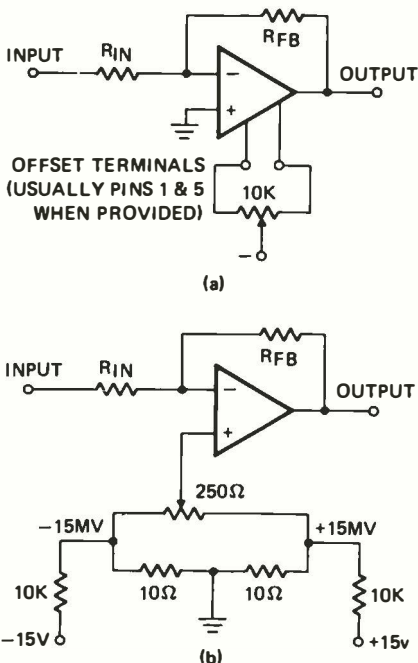 RFB
INPUT
RIN
OUTPUT
−
+
OFFSET TERMINALS
(USUALLY PINS 1 & 5
WHEN PROVIDED)
10K
−
(a)
RFB
INPUT
RIN
OUTPUT
−
+
250Ω
−15MV
+15MV
10K
10Ω
10Ω
10K
−15V
+15v
(b)